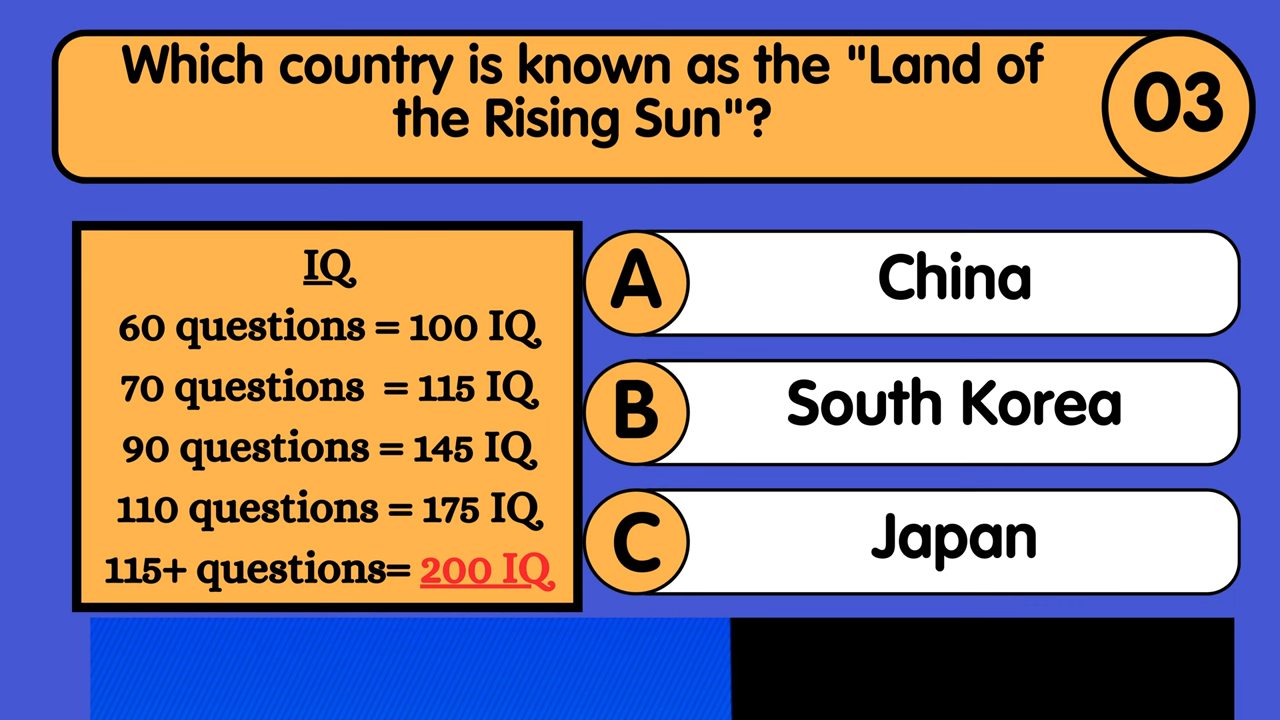 Which country is known as the "Land of
the Rising Sun"?
03
IQ
60 questions = 100 IQ
70 questions = 115 IQ
90 questions = 145 IQ
110 questions = 175 IQ
115+ questions= 200 IQ
A
China
B
South Korea
C
Japan